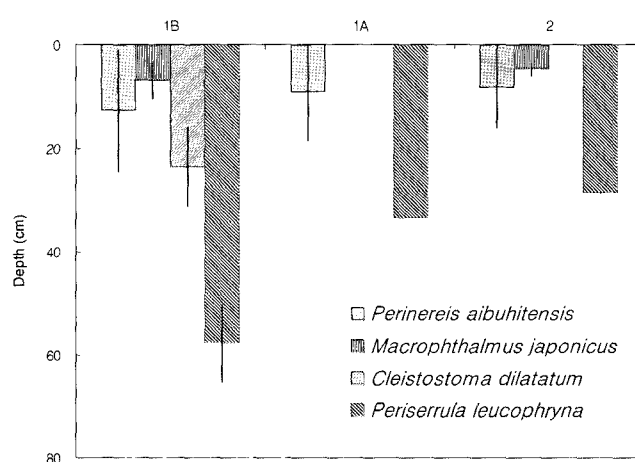 1B 1A 2
0
20
40
60
80
Depth (cm)
Perinereis aibuhitensis
Macrophthalmus japonicus
Cleistostoma dilatatum
Periserrula leucophryna